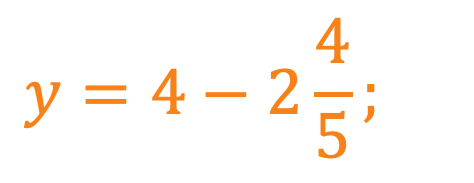 y = 4 − 2 4/5;